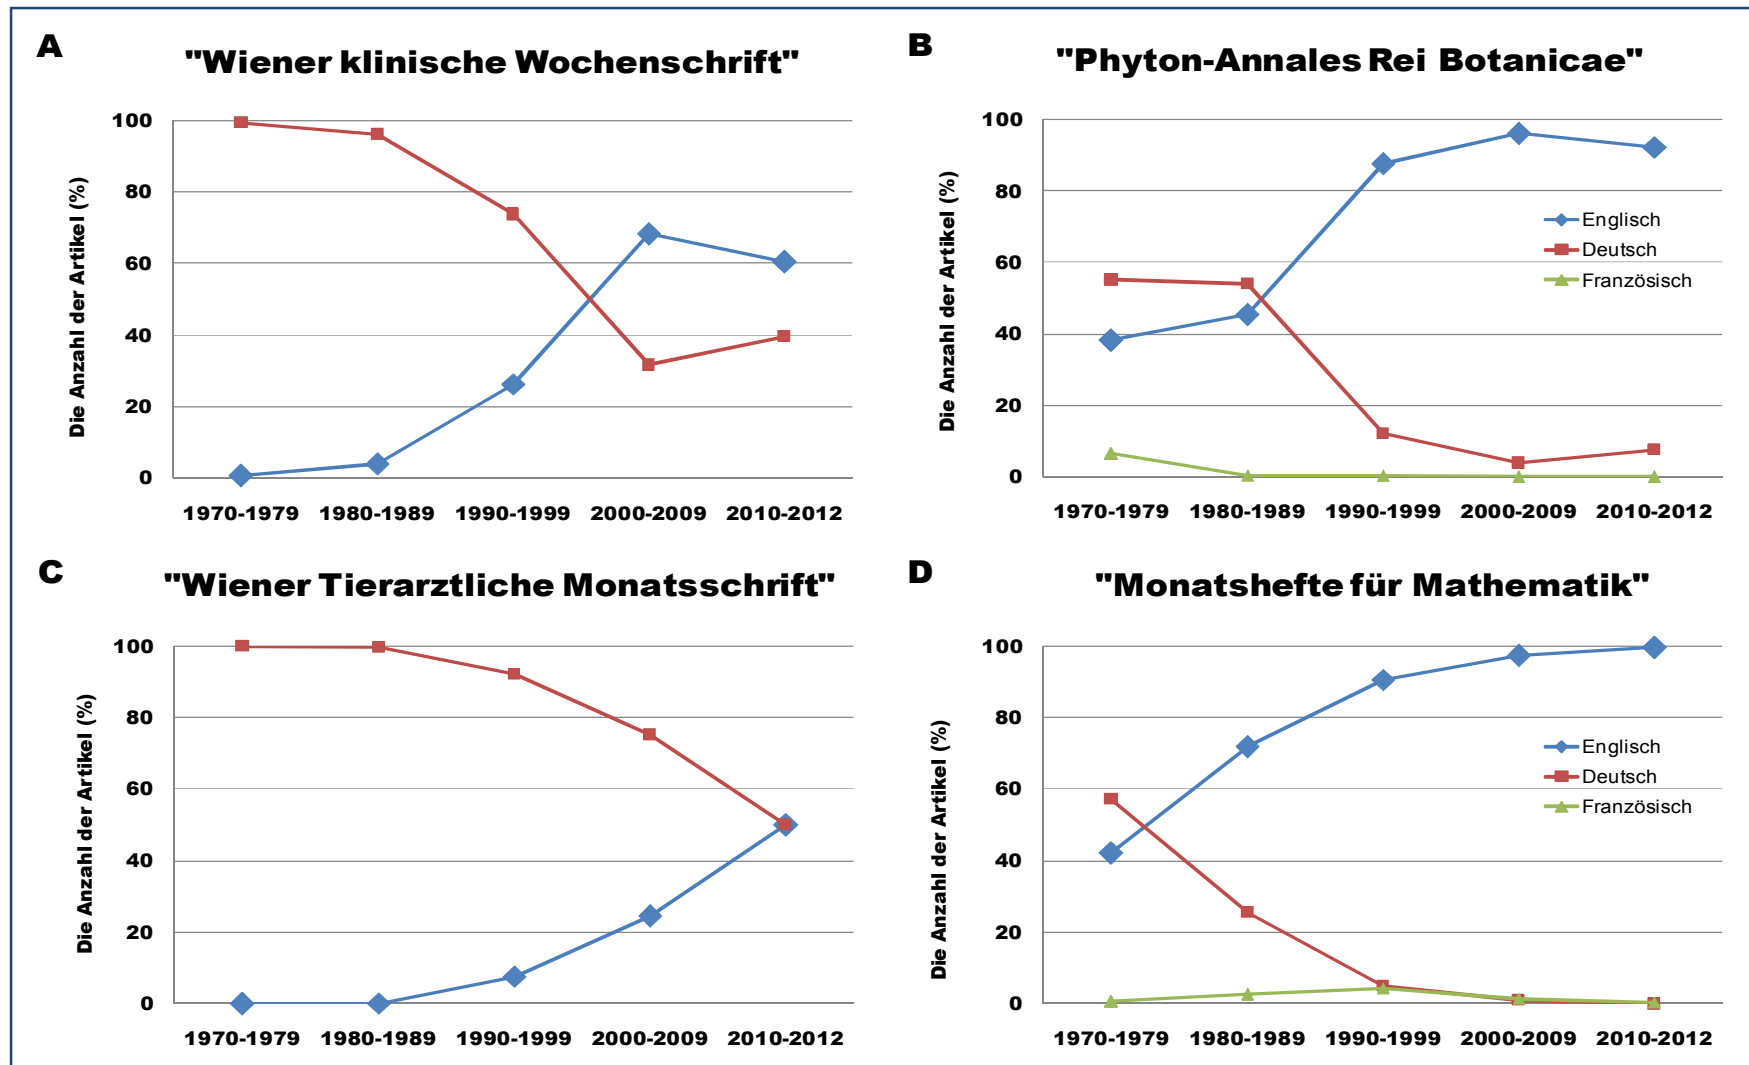 A
"Wiener klinische Wochenschrift"
Die Anzahl der Artikel (%)
100
80
60
40
20
0
1970-1979 1980-1989 1990-1999 2000-2009 2010-2012
B
"Phyton-Annales Rei Botanicae"
Die Anzahl der Artikel (%)
100
80
60
40
20
0
Englisch
Deutsch
Französisch
1970-1979 1980-1989 1990-1999 2000-2009 2010-2012
C
"Wiener Tierarztliche Monatsschrift"
Die Anzahl der Artikel (%)
100
80
60
40
20
0
1970-1979 1980-1989 1990-1999 2000-2009 2010-2012
D
"Monatshefte für Mathematik"
Die Anzahl der Artikel (%)
100
80
60
40
20
0
Englisch
Deutsch
Französisch
1970-1979 1980-1989 1990-1999 2000-2009 2010-2012